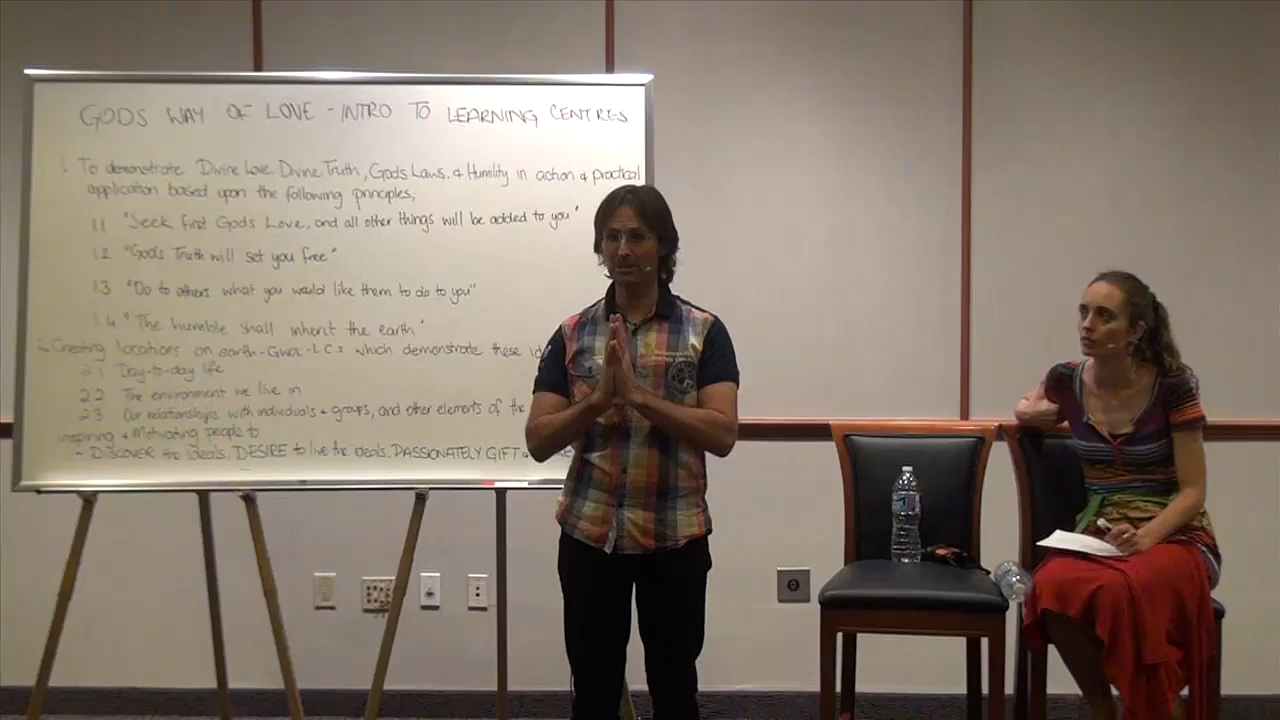 GODS WAY OF LOVE - INTRO TO LEARNING CENTRES
1. To demonstrate Divine Love, Divine Truth, Gods Laws, & Humility in action & practical
application based upon the following principles;
1.1 "Seek first Gods Love, and all other things will be added to you"
1.2 "Gods Truth will set you free"
1.3 "Do to others what you would like them to do to you"
1.4 "The humble shall inherit the earth"
2. Creating locations on earth - GWOL - L.C.s which demonstrate these
2.1 Day-to-day life
2.2 The environment we live in
2.3 Our relationships with individuals & groups, and other elements of the
Inspiring & Motivating people to
- DISCOVER the ideals, DESIRE to live the ideals, PASSIONATELY GIFT &